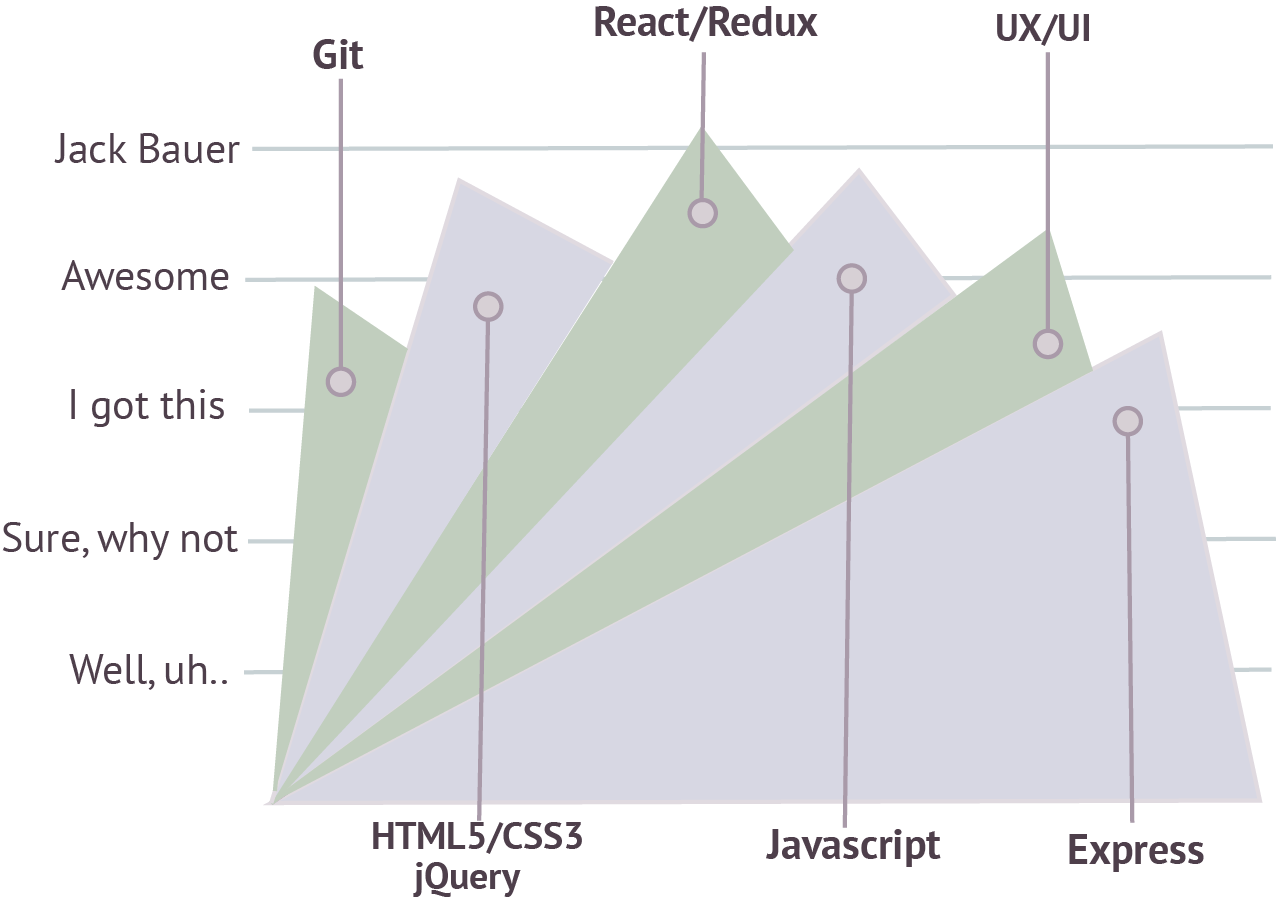 React/Redux
UX/UI
Git
Jack Bauer
Awesome
I got this
Sure, why not
Well, uh..
HTML5/CSS3
jQuery
Javascript
Express